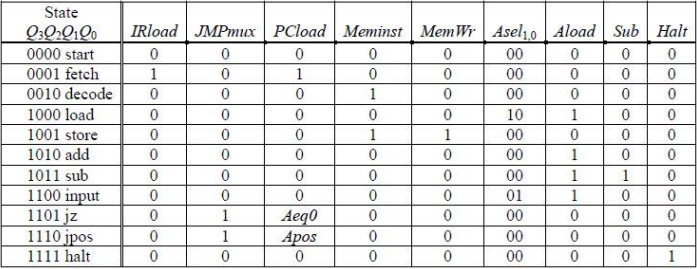 State
Q3Q2Q1Q0 IRload JMPmux PCload Meminst MemWr Asel1,0 Aload Sub Halt
0000 start 0 0 0 0 0 00 0 0 0
0001 fetch 1 0 1 0 0 00 0 0 0
0010 decode 0 0 0 1 0 00 0 0 0
1000 load 0 0 0 0 0 10 1 0 0
1001 store 0 0 0 1 1 00 0 0 0
1010 add 0 0 0 0 0 00 1 0 0
1011 sub 0 0 0 0 0 00 1 1 0
1100 input 0 0 0 0 0 01 1 0 0
1101 jz 0 1 Aeq0 0 0 00 0 0 0
1110 jpos 0 1 Apos 0 0 00 0 0 0
1111 halt 0 0 0 0 0 00 0 0 1